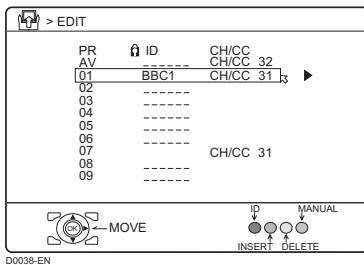 > EDIT
PR ID CH/CC
AV CH/CC 32
01 BBC1 CH/CC 31
02 ------
03 ------
04 ------
05 ------
06 ------
07 CH/CC 31
08 ------
09 ------
OK MOVE
ID MANUAL
INSERT DELETE
D0038-EN